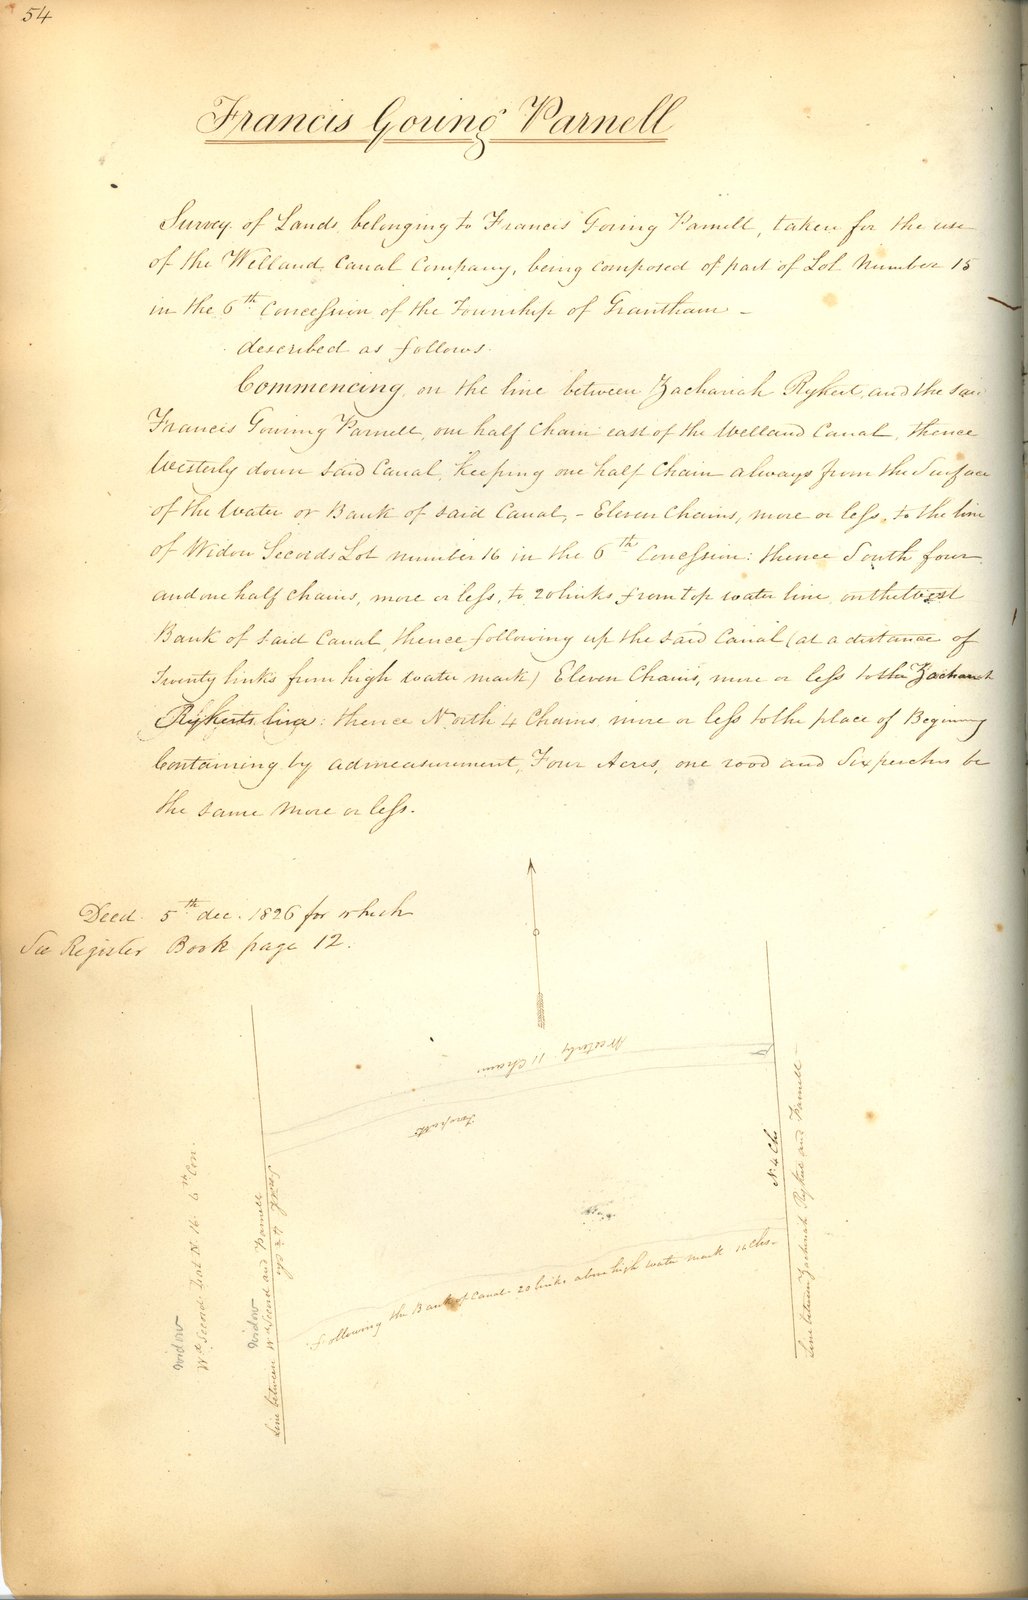 54
Francis Goring Parnell
Survey of Lands belonging to Francis Goring Parnell, taken for the use
of the Welland Canal Company, being composed of part of Lot Number 15
in the 6th Concession of the Township of Grantham -
described as follows.
Commencing on the line between Zachariah Rykert, and the said
Francis Goring Parnell, one half Chain east of the Welland Canal, thence
Westerly down said Canal, Keeping one half Chain always from the Surface
of the Water or Bank of said Canal, - Eleven Chains, more or less, to the line
of Widow Secords Lot number 16 in the 6th Concession: thence South four
and one half chains, more or less, to 20 links from top water line, on the West
Bank of said Canal, thence following up the said Canal (at a distance of
Twenty links from high water mark) Eleven Chains, more or less to the Zachariah
Rykerts line: thence North 4 Chains, more or less to the place of Beginning
Containing by admeasurement, Four Acres, one rood and Six perches be
the same more or less.
Deed 5th dec. 1826 for which
See Register Book page 12.
Westerly 11 Chains
N. 4 Chs
South 4 1/2 Chs
Following the Bank of Canal 20 links above high water mark 11 Chs.
Line between Zachariah Rykert and Parnell
Widow
Line between Wd Secord and Parnell
Widow
Wd Secord. Lot N. 16. 6th Con.